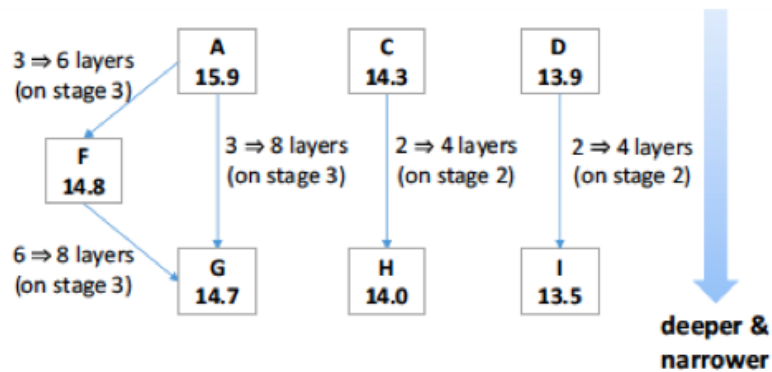 A
15.9
C
14.3
D
13.9
3 ⇒ 6 layers
(on stage 3)
F
14.8
3 ⇒ 8 layers
(on stage 3)
2 ⇒ 4 layers
(on stage 2)
2 ⇒ 4 layers
(on stage 2)
6 ⇒ 8 layers
(on stage 3)
G
14.7
H
14.0
I
13.5
deeper &
narrower